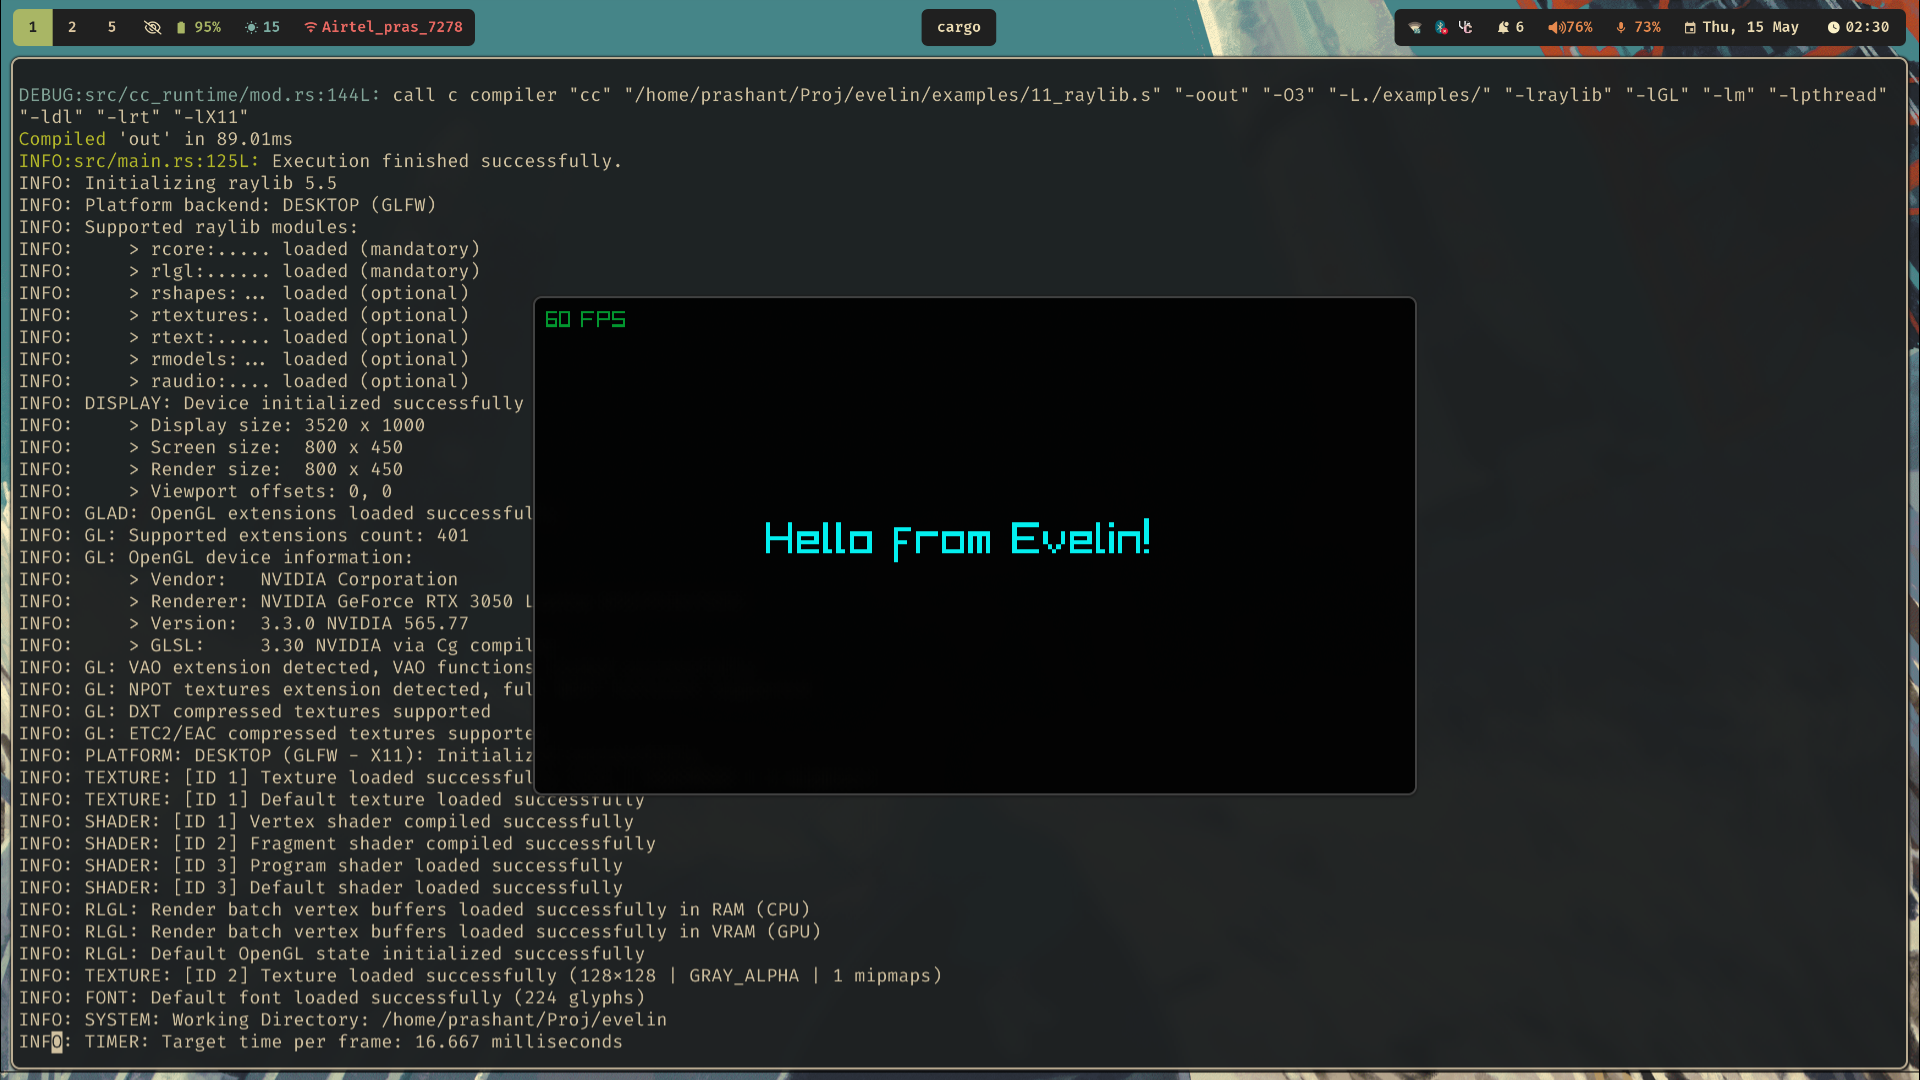 1 2 5 95% 15 Airtel_pras_7278 cargo 6 76% 73% Thu, 15 May 02:30
DEBUG:src/cc_runtime/mod.rs:144L: call c compiler "cc" "/home/prashant/Proj/evelin/examples/11_raylib.s" "-oout" "-O3" "-L./examples/" "-lraylib" "-lGL" "-lm" "-lpthread"
"-ldl" "-lrt" "-lX11"
Compiled 'out' in 89.01ms
INFO:src/main.rs:125L: Execution finished successfully.
INFO: Initializing raylib 5.5
INFO: Platform backend: DESKTOP (GLFW)
INFO: Supported raylib modules:
INFO:     > rcore:..... loaded (mandatory)
INFO:     > rlgl:...... loaded (mandatory)
INFO:     > rshapes:... loaded (optional)
INFO:     > rtextures:. loaded (optional)
INFO:     > rtext:..... loaded (optional)
INFO:     > rmodels:... loaded (optional)
INFO:     > raudio:.... loaded (optional)
INFO: DISPLAY: Device initialized successfully
INFO:     > Display size: 3520 x 1000
INFO:     > Screen size:  800 x 450
INFO:     > Render size:  800 x 450
INFO:     > Viewport offsets: 0, 0
INFO: GLAD: OpenGL extensions loaded successful
INFO: GL: Supported extensions count: 401
INFO: GL: OpenGL device information:
INFO:     > Vendor:   NVIDIA Corporation
INFO:     > Renderer: NVIDIA GeForce RTX 3050 L
INFO:     > Version:  3.3.0 NVIDIA 565.77
INFO:     > GLSL:     3.30 NVIDIA via Cg compil
INFO: GL: VAO extension detected, VAO functions
INFO: GL: NPOT textures extension detected, ful
INFO: GL: DXT compressed textures supported
INFO: GL: ETC2/EAC compressed textures supporte
INFO: PLATFORM: DESKTOP (GLFW - X11): Initializ
INFO: TEXTURE: [ID 1] Texture loaded successful
INFO: TEXTURE: [ID 1] Default texture loaded successfully
INFO: SHADER: [ID 1] Vertex shader compiled successfully
INFO: SHADER: [ID 2] Fragment shader compiled successfully
INFO: SHADER: [ID 3] Program shader loaded successfully
INFO: SHADER: [ID 3] Default shader loaded successfully
INFO: RLGL: Render batch vertex buffers loaded successfully in RAM (CPU)
INFO: RLGL: Render batch vertex buffers loaded successfully in VRAM (GPU)
INFO: RLGL: Default OpenGL state initialized successfully
INFO: TEXTURE: [ID 2] Texture loaded successfully (128×128 | GRAY_ALPHA | 1 mipmaps)
INFO: FONT: Default font loaded successfully (224 glyphs)
INFO: SYSTEM: Working Directory: /home/prashant/Proj/evelin
INFO: TIMER: Target time per frame: 16.667 milliseconds
60 FPS
Hello from Evelin!